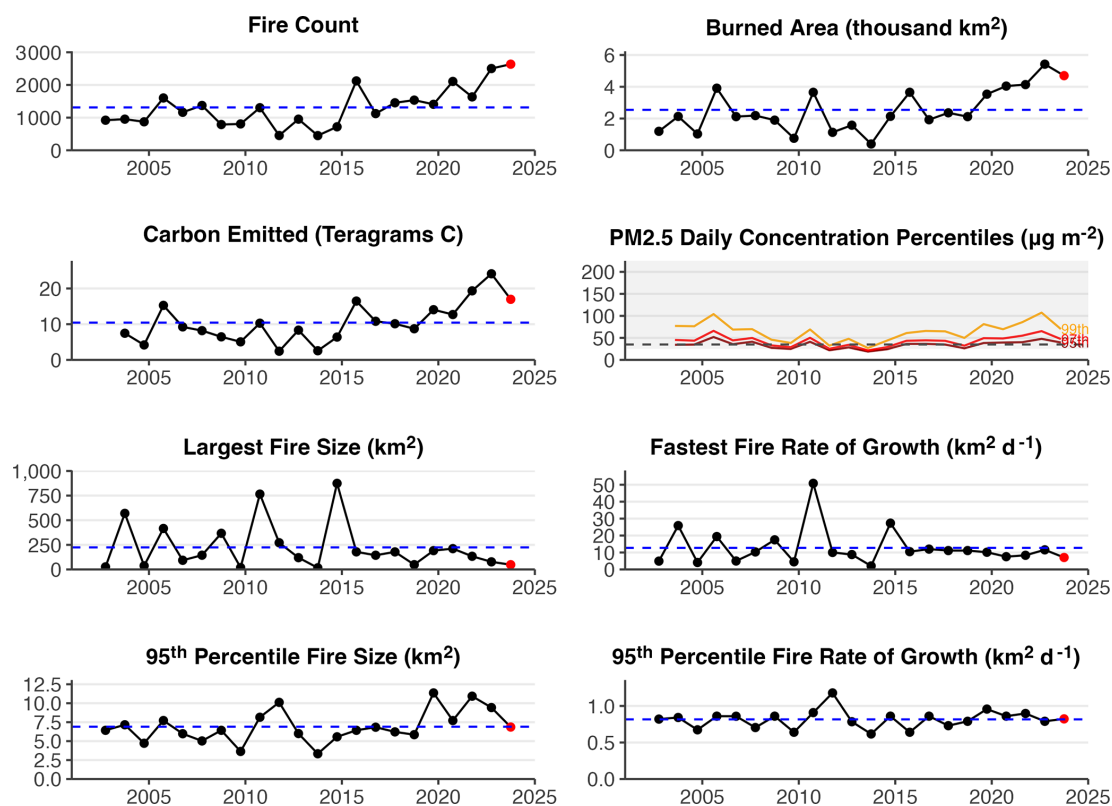 Fire Count
3000
2000
1000
0
2005 2010 2015 2020 2025
Burned Area (thousand km²)
6
4
2
0
2005 2010 2015 2020 2025
Carbon Emitted (Teragrams C)
20
10
0
2005 2010 2015 2020 2025
PM2.5 Daily Concentration Percentiles (µg m⁻²)
200
150
100
50
0
99th
95th
2005 2010 2015 2020 2025
Largest Fire Size (km²)
1,000
750
500
250
0
2005 2010 2015 2020 2025
Fastest Fire Rate of Growth (km² d⁻¹)
50
40
30
20
10
0
2005 2010 2015 2020 2025
95ᵗʰ Percentile Fire Size (km²)
12.5
10.0
7.5
5.0
2.5
0.0
2005 2010 2015 2020 2025
95ᵗʰ Percentile Fire Rate of Growth (km² d⁻¹)
1.0
0.5
0.0
2005 2010 2015 2020 2025